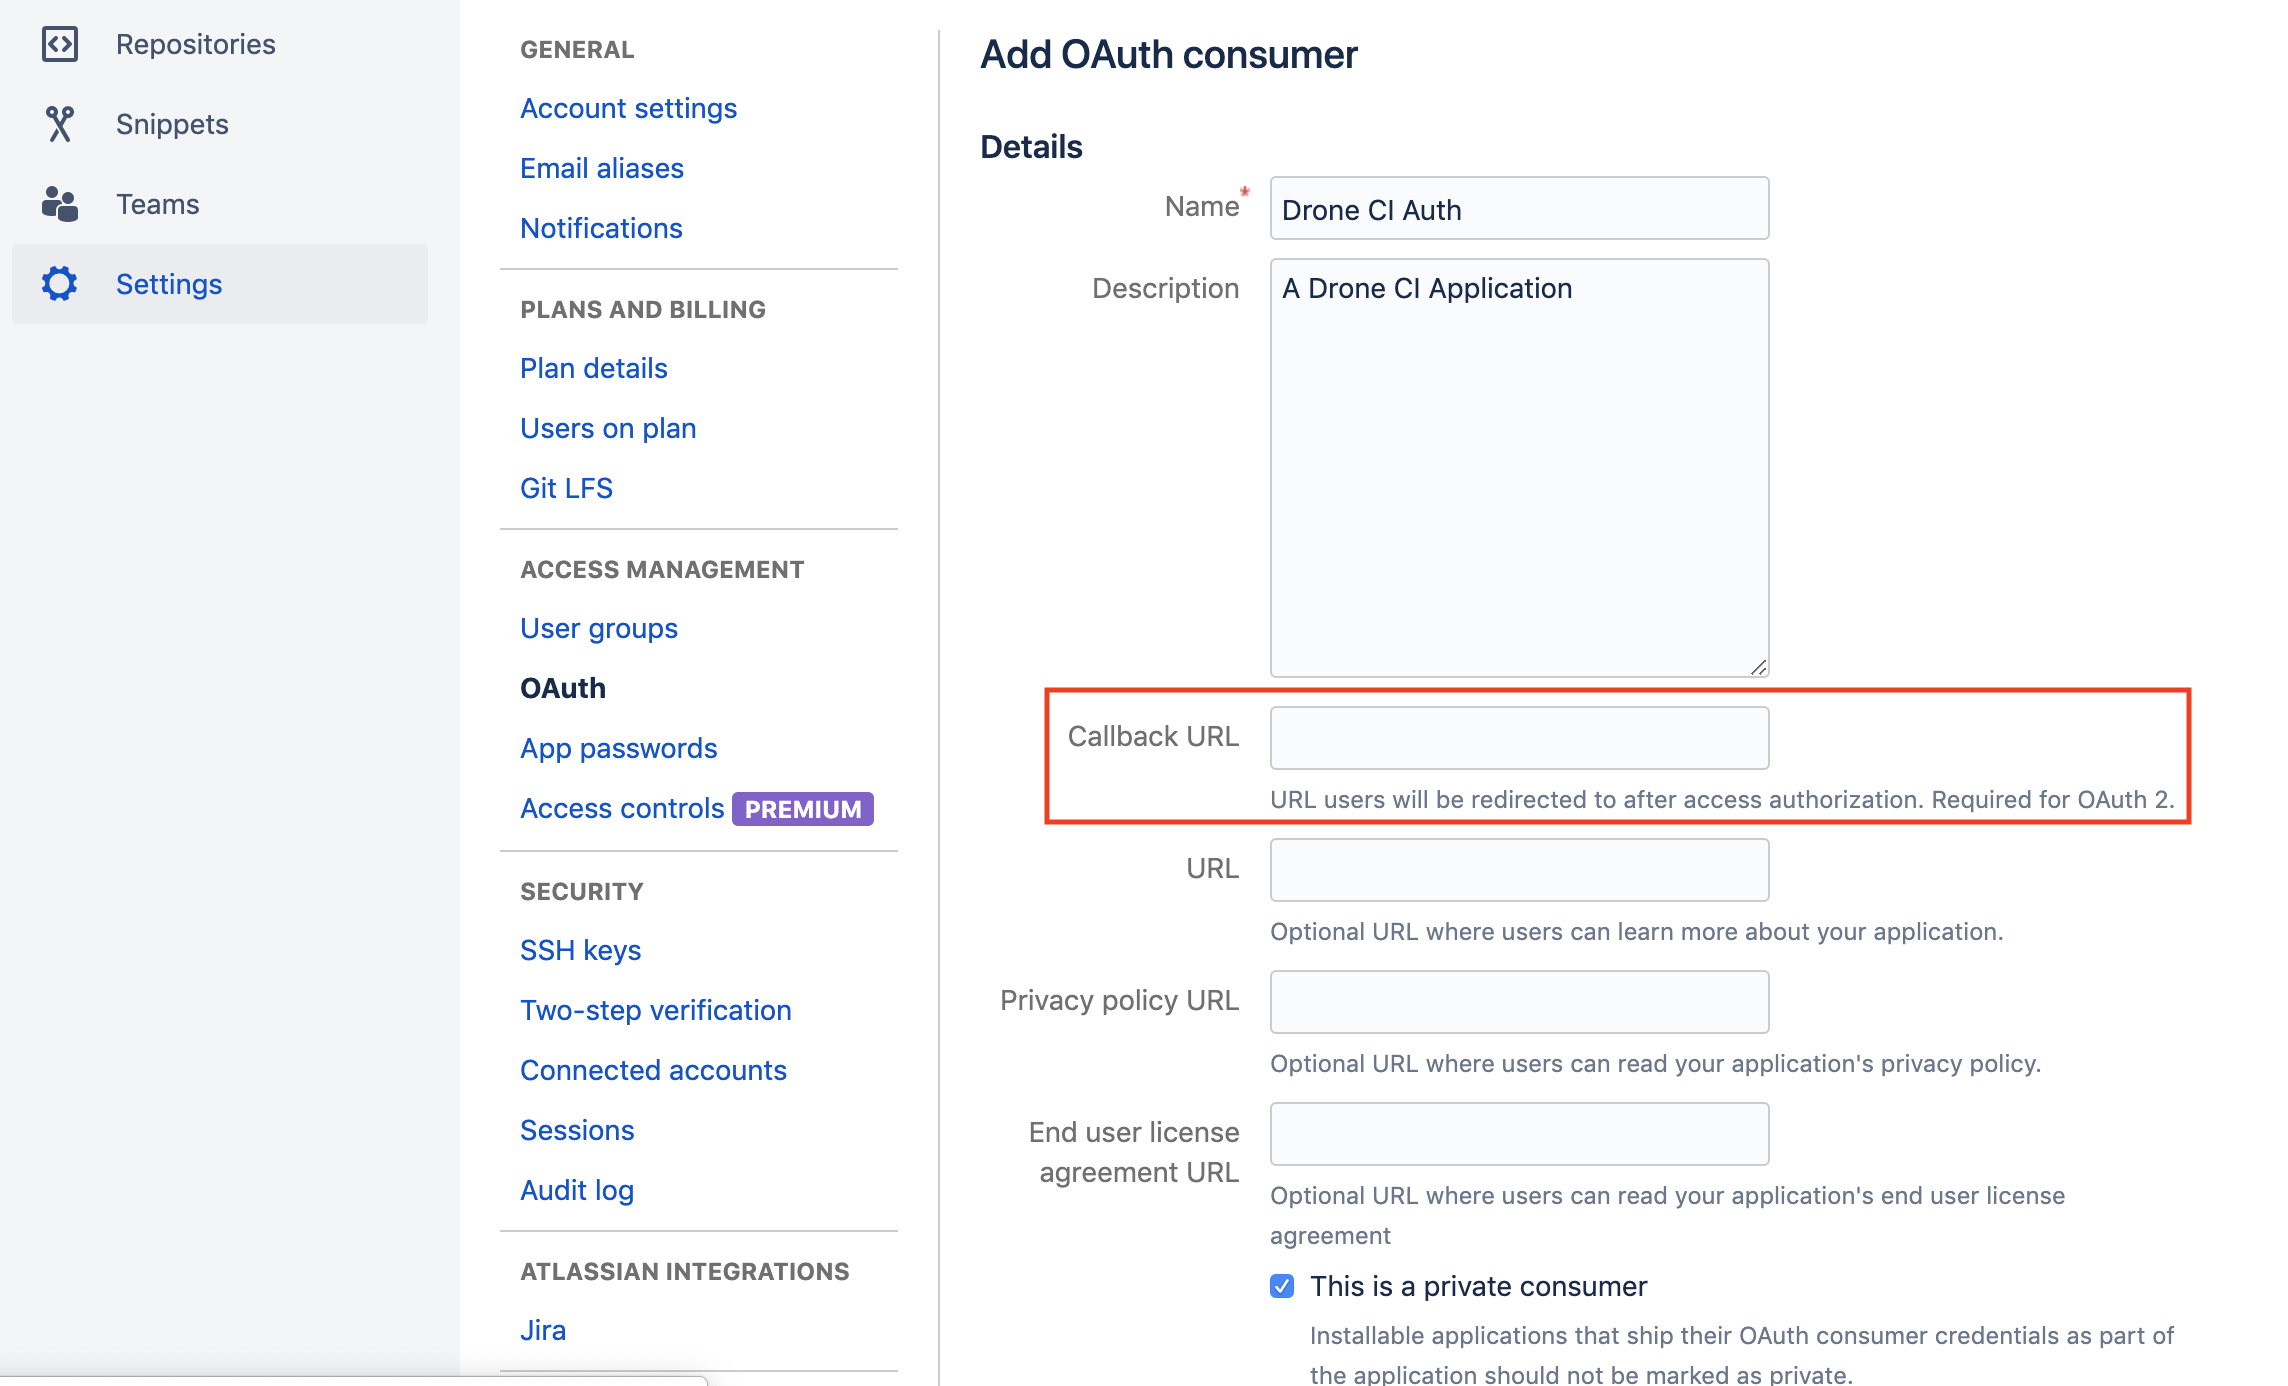 Repositories
Snippets
Teams
Settings
GENERAL
Account settings
Email aliases
Notifications
PLANS AND BILLING
Plan details
Users on plan
Git LFS
ACCESS MANAGEMENT
User groups
OAuth
App passwords
Access controls PREMIUM
SECURITY
SSH keys
Two-step verification
Connected accounts
Sessions
Audit log
ATLASSIAN INTEGRATIONS
Jira
Add OAuth consumer
Details
Name* Drone CI Auth
Description A Drone CI Application
Callback URL
URL users will be redirected to after access authorization. Required for OAuth 2.
URL
Optional URL where users can learn more about your application.
Privacy policy URL
Optional URL where users can read your application's privacy policy.
End user license
agreement URL
Optional URL where users can read your application's end user license
agreement
This is a private consumer
Installable applications that ship their OAuth consumer credentials as part of
the application should not be marked as private.